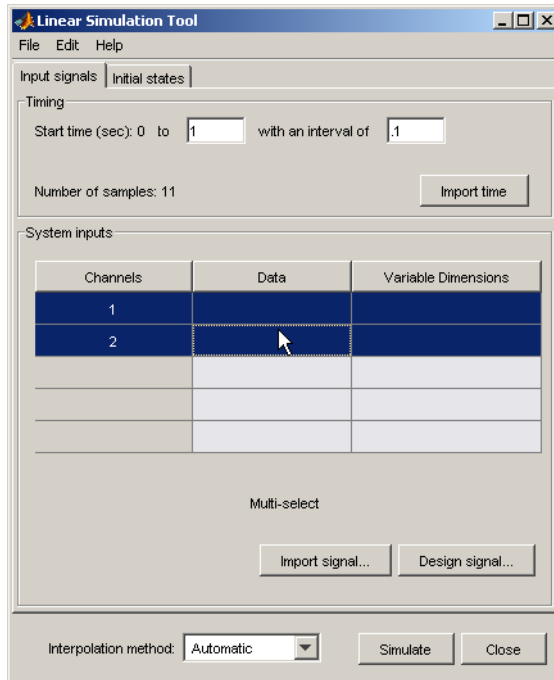 Linear Simulation Tool
File Edit Help
Input signals Initial states
Timing
Start time (sec): 0 to 1 with an interval of .1
Number of samples: 11 Import time
System inputs
Channels Data Variable Dimensions
1
2
Multi-select
Import signal... Design signal...
Interpolation method: Automatic Simulate Close